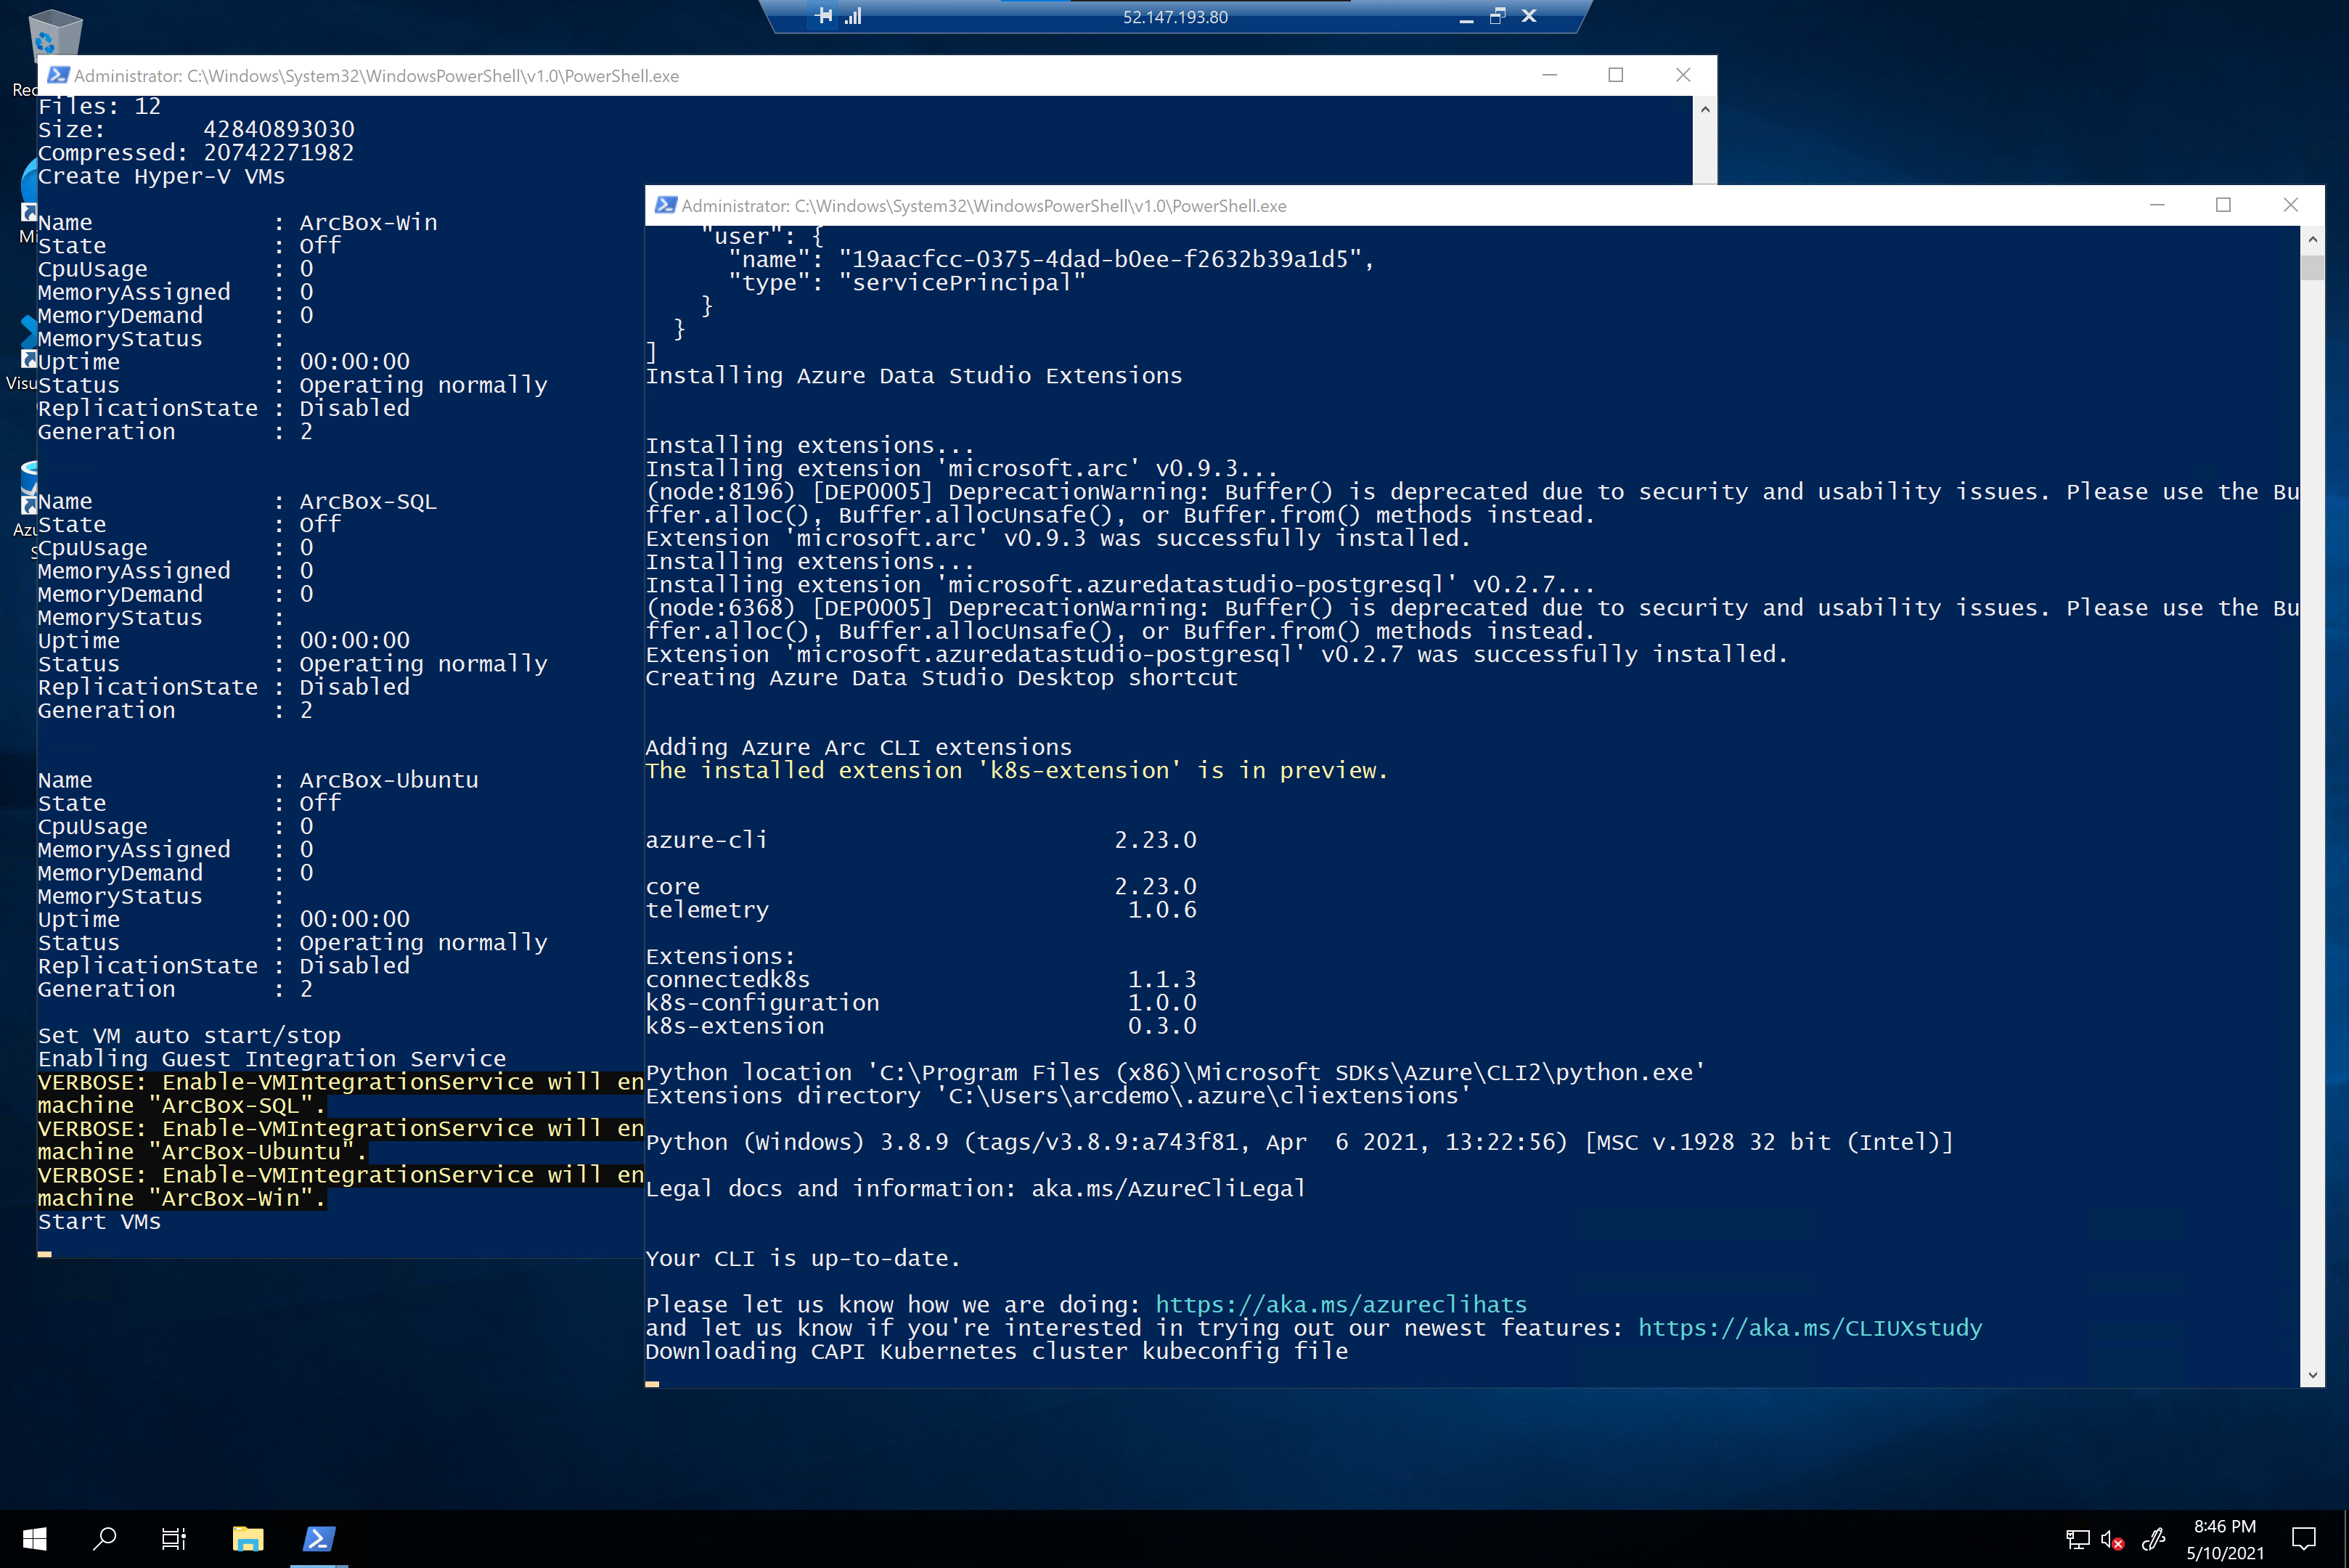 52.147.193.80
Rec
Mi
Visu
Azu
S
Administrator: C:\Windows\System32\WindowsPowerShell\v1.0\PowerShell.exe
Files: 12
Size:       42840893030
Compressed: 20742271982
Create Hyper-V VMs
Name             : ArcBox-Win
State            : Off
CpuUsage         : 0
MemoryAssigned   : 0
MemoryDemand     : 0
MemoryStatus     :
Uptime           : 00:00:00
Status           : Operating normally
ReplicationState : Disabled
Generation       : 2
Name             : ArcBox-SQL
State            : Off
CpuUsage         : 0
MemoryAssigned   : 0
MemoryDemand     : 0
MemoryStatus     :
Uptime           : 00:00:00
Status           : Operating normally
ReplicationState : Disabled
Generation       : 2
Name             : ArcBox-Ubuntu
State            : Off
CpuUsage         : 0
MemoryAssigned   : 0
MemoryDemand     : 0
MemoryStatus     :
Uptime           : 00:00:00
Status           : Operating normally
ReplicationState : Disabled
Generation       : 2
Set VM auto start/stop
Enabling Guest Integration Service
VERBOSE: Enable-VMIntegrationService will en
machine "ArcBox-SQL".
VERBOSE: Enable-VMIntegrationService will en
machine "ArcBox-Ubuntu".
VERBOSE: Enable-VMIntegrationService will en
machine "ArcBox-Win".
Start VMs
Administrator: C:\Windows\System32\WindowsPowerShell\v1.0\PowerShell.exe
"user": {
"name": "19aacfcc-0375-4dad-b0ee-f2632b39a1d5",
"type": "servicePrincipal"
}
}
]
Installing Azure Data Studio Extensions
Installing extensions...
Installing extension 'microsoft.arc' v0.9.3...
(node:8196) [DEP0005] DeprecationWarning: Buffer() is deprecated due to security and usability issues. Please use the Bu
ffer.alloc(), Buffer.allocUnsafe(), or Buffer.from() methods instead.
Extension 'microsoft.arc' v0.9.3 was successfully installed.
Installing extensions...
Installing extension 'microsoft.azuredatastudio-postgresql' v0.2.7...
(node:6368) [DEP0005] DeprecationWarning: Buffer() is deprecated due to security and usability issues. Please use the Bu
ffer.alloc(), Buffer.allocUnsafe(), or Buffer.from() methods instead.
Extension 'microsoft.azuredatastudio-postgresql' v0.2.7 was successfully installed.
Creating Azure Data Studio Desktop shortcut
Adding Azure Arc CLI extensions
The installed extension 'k8s-extension' is in preview.
azure-cli                         2.23.0
core                              2.23.0
telemetry                          1.0.6
Extensions:
connectedk8s                       1.1.3
k8s-configuration                  1.0.0
k8s-extension                      0.3.0
Python location 'C:\Program Files (x86)\Microsoft SDKs\Azure\CLI2\python.exe'
Extensions directory 'C:\Users\arcdemo\.azure\cliextensions'
Python (Windows) 3.8.9 (tags/v3.8.9:a743f81, Apr  6 2021, 13:22:56) [MSC v.1928 32 bit (Intel)]
Legal docs and information: aka.ms/AzureCliLegal
Your CLI is up-to-date.
Please let us know how we are doing: https://aka.ms/azureclihats
and let us know if you're interested in trying out our newest features: https://aka.ms/CLIUXstudy
Downloading CAPI Kubernetes cluster kubeconfig file
8:46 PM
5/10/2021